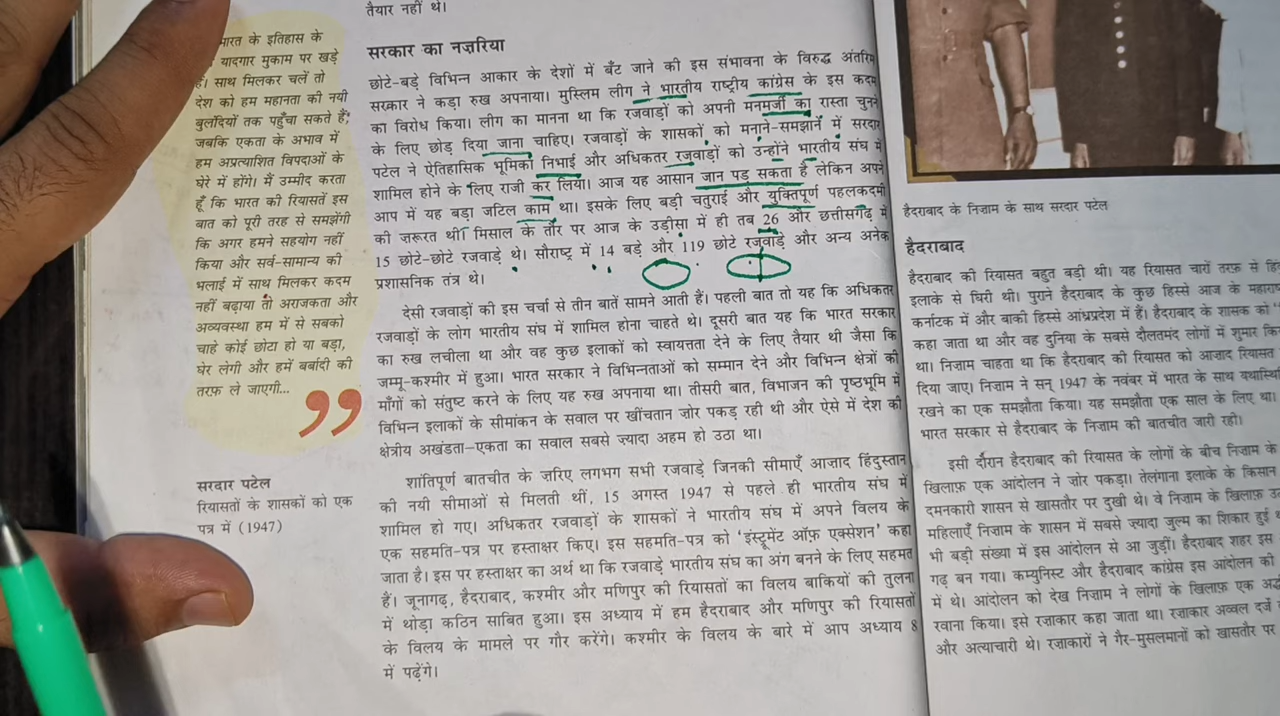 मारत के इतिहास के
यादगार मुकाम पर खड़े
हैं। साथ मिलकर चलें तो
देश को हम महानता की नयी
बुलंदियों तक पहुँचा सकते हैं;
जबकि एकता के अभाव में
हम अप्रत्याशित विपदाओं के
घेरे में होंगे। मैं उम्मीद करता
हूँ कि भारत की रियासतें इस
बात को पूरी तरह से समझेंगी
कि अगर हमने सहयोग नहीं
किया और सर्व-सामान्य की
भलाई में साथ मिलकर कदम
नहीं बढ़ाया तो अराजकता और
अव्यवस्था हम में से सबको
चाहे कोई छोटा हो या बड़ा,
घेर लेगी और हमें बर्बादी की
तरफ़ ले जाएगी...
”
सरदार पटेल
रियासतों के शासकों को एक
पत्र में (1947)
तैयार नहीं थे।
सरकार का नज़रिया
छोटे-बड़े विभिन्न आकार के देशों में बँट जाने की इस संभावना के विरुद्ध अंतरिम
सरकार ने कड़ा रुख अपनाया। मुस्लिम लीग ने भारतीय राष्ट्रीय कांग्रेस के इस कदम
का विरोध किया। लीग का मानना था कि रजवाड़ों को अपनी मनमर्जी का रास्ता चुनने
के लिए छोड़ दिया जाना चाहिए। रजवाड़ों के शासकों को मनाने-समझाने में सरदार
पटेल ने ऐतिहासिक भूमिका निभाई और अधिकतर रजवाड़ों को उन्होंने भारतीय संघ में
शामिल होने के लिए राजी कर लिया। आज यह आसान जान पड़ सकता है लेकिन अपने
आप में यह बड़ा जटिल काम था। इसके लिए बड़ी चतुराई और युक्तिपूर्ण पहलकदमी
की ज़रूरत थी। मिसाल के तौर पर आज के उड़ीसा में ही तब 26 और छत्तीसगढ़ में
15 छोटे-छोटे रजवाड़े थे। सौराष्ट्र में 14 बड़े और 119 छोटे रजवाड़े और अन्य अनेक
प्रशासनिक तंत्र थे।
देसी रजवाड़ों की इस चर्चा से तीन बातें सामने आती हैं। पहली बात तो यह कि अधिकतर
रजवाड़ों के लोग भारतीय संघ में शामिल होना चाहते थे। दूसरी बात यह कि भारत सरकार
का रुख लचीला था और वह कुछ इलाकों को स्वायत्तता देने के लिए तैयार थी जैसा कि
जम्मू-कश्मीर में हुआ। भारत सरकार ने विभिन्नताओं को सम्मान देने और विभिन्न क्षेत्रों की
माँगों को संतुष्ट करने के लिए यह रुख अपनाया था। तीसरी बात, विभाजन की पृष्ठभूमि में
विभिन्न इलाकों के सीमांकन के सवाल पर खींचतान ज़ोर पकड़ रही थी और ऐसे में देश की
क्षेत्रीय अखंडता-एकता का सवाल सबसे ज्यादा अहम हो उठा था।
शांतिपूर्ण बातचीत के ज़रिए लगभग सभी रजवाड़े जिनकी सीमाएँ आज़ाद हिंदुस्तान
की नयी सीमाओं से मिलती थीं, 15 अगस्त 1947 से पहले ही भारतीय संघ में
शामिल हो गए। अधिकतर रजवाड़ों के शासकों ने भारतीय संघ में अपने विलय के
एक सहमति-पत्र पर हस्ताक्षर किए। इस सहमति-पत्र को 'इंस्ट्रूमेंट ऑफ़ एक्सेशन' कहा
जाता है। इस पर हस्ताक्षर का अर्थ था कि रजवाड़े भारतीय संघ का अंग बनने के लिए सहमत
हैं। जूनागढ़, हैदराबाद, कश्मीर और मणिपुर की रियासतों का विलय बाकियों की तुलना
में थोड़ा कठिन साबित हुआ। इस अध्याय में हम हैदराबाद और मणिपुर की रियासतों
के विलय के मामले पर गौर करेंगे। कश्मीर के विलय के बारे में आप अध्याय 8
में पढ़ेंगे।
हैदराबाद के निज़ाम के साथ सरदार पटेल
हैदराबाद
हैदराबाद की रियासत बहुत बड़ी थी। यह रियासत चारों तरफ़ से
इलाके से घिरी थी। पुराने हैदराबाद के कुछ हिस्से आज के
कर्नाटक में और बाकी हिस्से आंध्रप्रदेश में हैं। हैदराबाद के शासक को
कहा जाता था और वह दुनिया के सबसे दौलतमंद लोगों में शुमार
था। निज़ाम चाहता था कि हैदराबाद की रियासत को आज़ाद रियासत
दिया जाए। निज़ाम ने सन् 1947 के नवंबर में भारत के साथ
रखने का एक समझौता किया। यह समझौता एक साल के लिए था।
भारत सरकार से हैदराबाद के निज़ाम की बातचीत जारी रही।
इसी दौरान हैदराबाद की रियासत के लोगों के बीच निज़ाम के
खिलाफ़ एक आंदोलन ने ज़ोर पकड़ा। तेलंगाना इलाके के किसान
दमनकारी शासन से खासतौर पर दुखी थे। वे निज़ाम के खिलाफ़
महिलाएँ निज़ाम के शासन में सबसे ज्यादा जुल्म का शिकार हुई
भी बड़ी संख्या में इस आंदोलन से आ जुड़ीं। हैदराबाद शहर इस
गढ़ बन गया। कम्युनिस्ट और हैदराबाद कांग्रेस इस आंदोलन की
में थे। आंदोलन को देख निज़ाम ने लोगों के खिलाफ़ एक
रवाना किया। इसे रज़ाकार कहा जाता था। रज़ाकार अव्वल दर्जे
और अत्याचारी थे। रज़ाकारों ने गैर-मुसलमानों को खासतौर पर